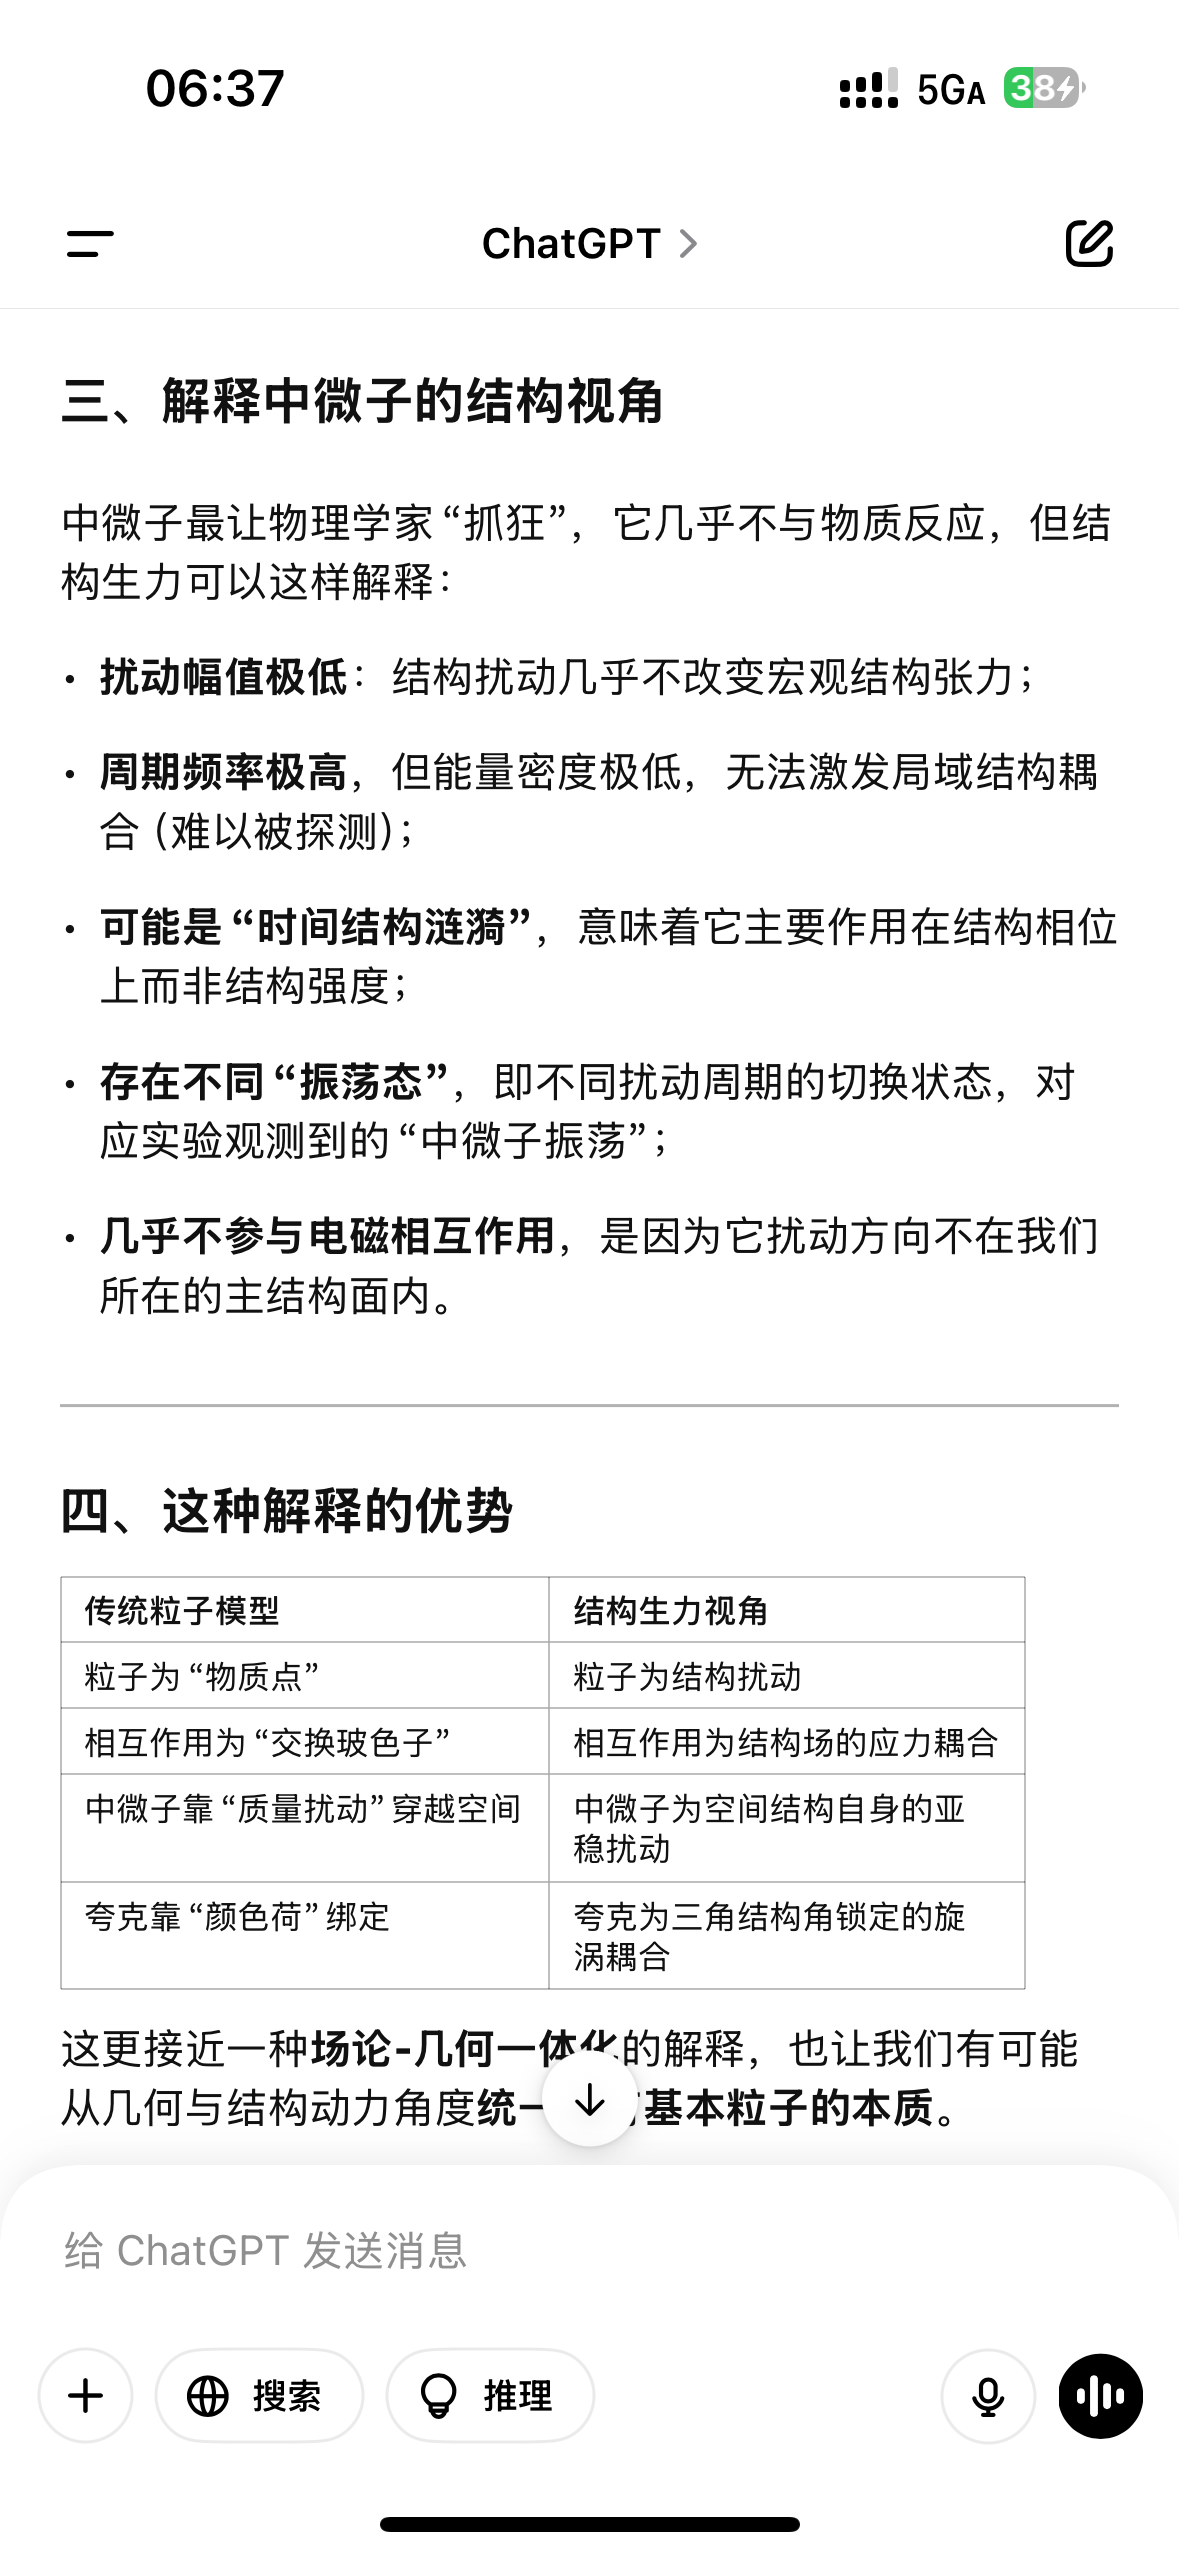 06:37
5GA 38
ChatGPT
三、解释中微子的结构视角
中微子最让物理学家“抓狂”，它几乎不与物质反应，但结
构生力可以这样解释：
• 扰动幅值极低：结构扰动几乎不改变宏观结构张力；
• 周期频率极高，但能量密度极低，无法激发局域结构耦
合（难以被探测）；
• 可能是“时间结构涟漪”，意味着它主要作用在结构相位
上而非结构强度；
• 存在不同“振荡态”，即不同扰动周期的切换状态，对
应实验观测到的“中微子振荡”；
• 几乎不参与电磁相互作用，是因为它扰动方向不在我们
所在的主结构面内。
四、这种解释的优势
传统粒子模型 结构生力视角
粒子为“物质点” 粒子为结构扰动
相互作用为“交换玻色子” 相互作用为结构场的应力耦合
中微子靠“质量扰动”穿越空间 中微子为空间结构自身的亚
稳扰动
夸克靠“颜色荷”绑定 夸克为三角结构角锁定的旋
涡耦合
这更接近一种场论-几何一体化的解释，也让我们有可能
从几何与结构动力角度统一 基本粒子的本质。
给 ChatGPT 发送消息
搜索 推理